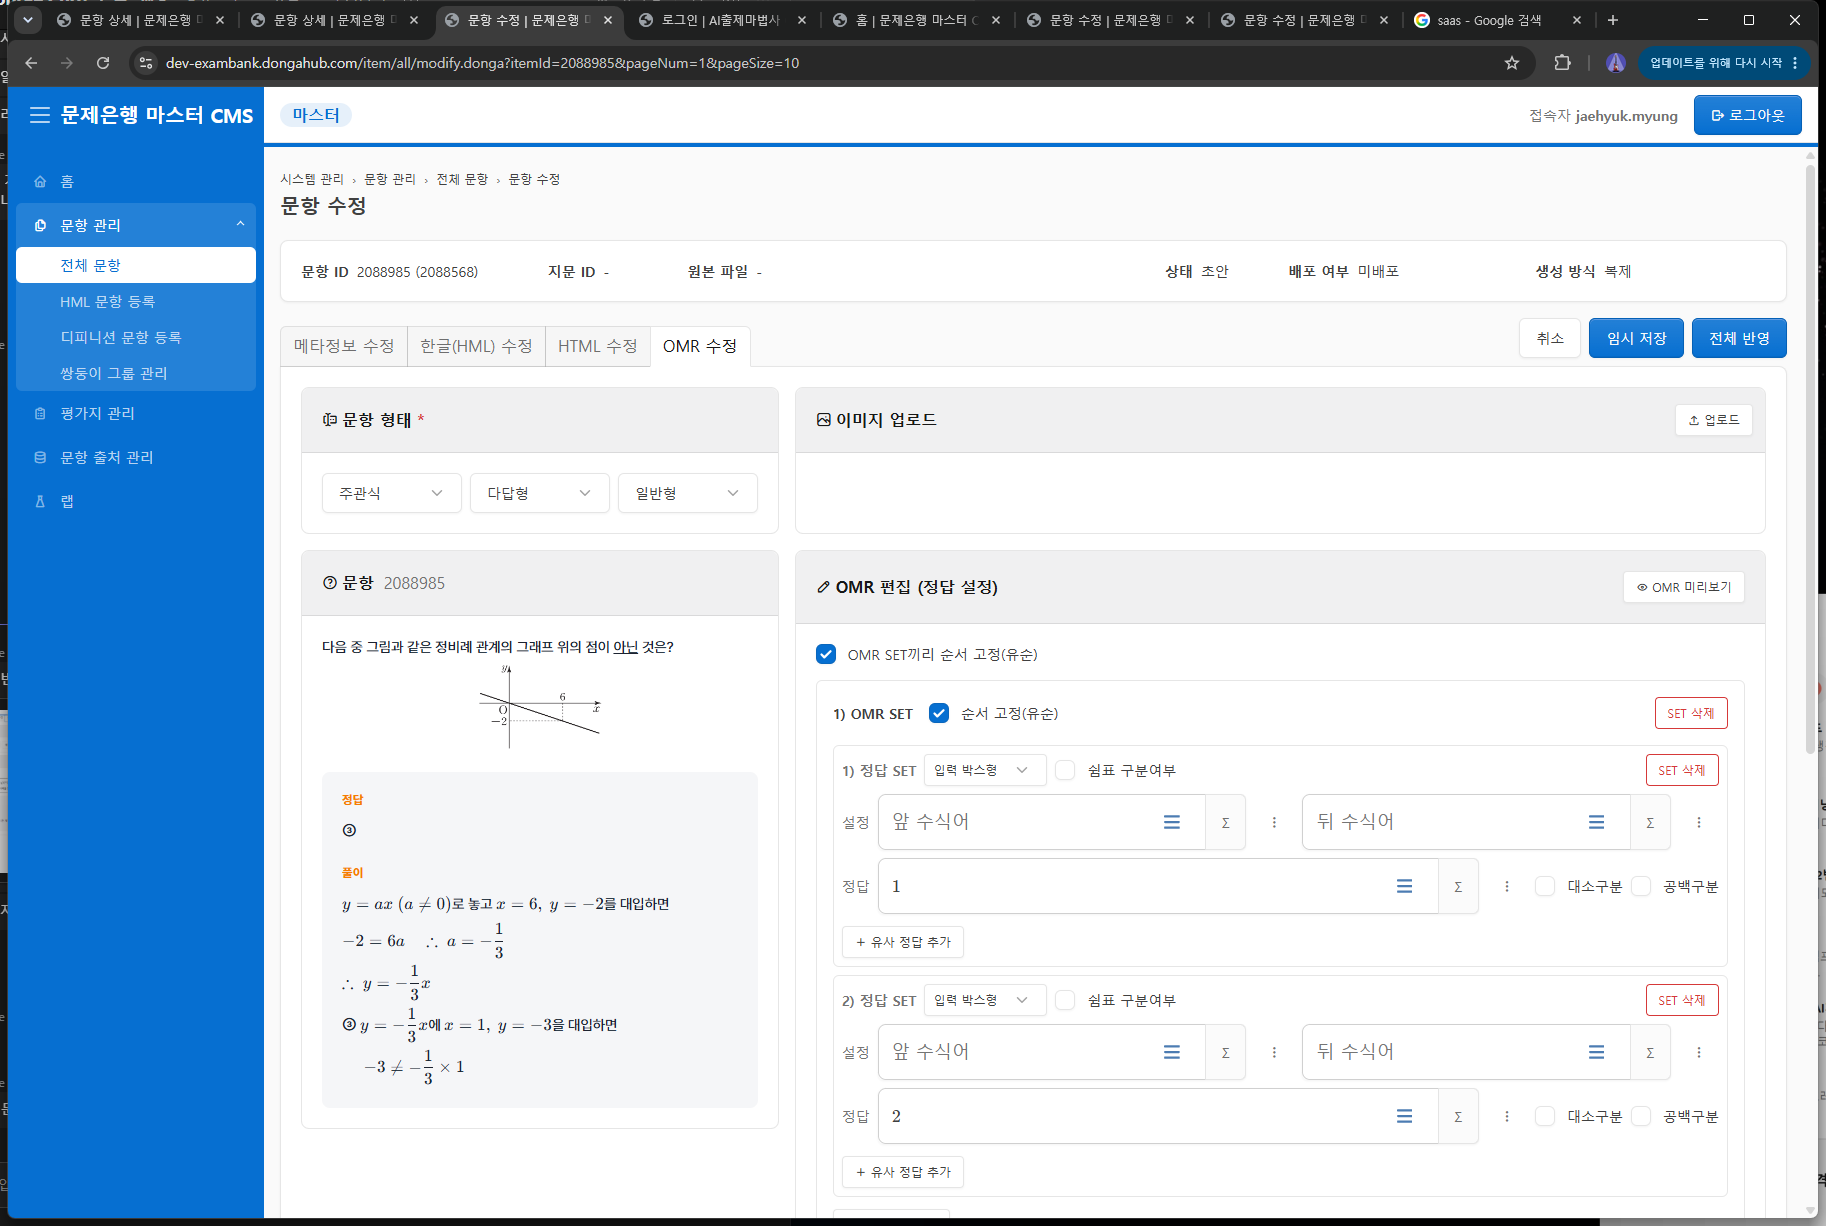 문항 상세 | 문제은행
문항 상세 | 문제은행
문항 수정 | 문제은행
로그인 | AI출제마법사
홈 | 문제은행 마스터
문항 수정 | 문제은행
문항 수정 | 문제은행
saas - Google 검색
dev-exambank.dongahub.com/item/all/modify.donga?itemId=2088985&pageNum=1&pageSize=10
업데이트를 위해 다시 시작
문제은행 마스터 CMS
마스터
접속자 jaehyuk.myung
로그아웃
홈
문항 관리
전체 문항
HML 문항 등록
디피니션 문항 등록
쌍둥이 그룹 관리
평가지 관리
문항 출처 관리
랩
시스템 관리 › 문항 관리 › 전체 문항 › 문항 수정
문항 수정
문항 ID 2088985 (2088568)
지문 ID -
원본 파일 -
상태 초안
배포 여부 미배포
생성 방식 복제
메타정보 수정
한글(HML) 수정
HTML 수정
OMR 수정
취소
임시 저장
전체 반영
문항 형태 *
주관식
다답형
일반형
이미지 업로드
업로드
문항 2088985
다음 중 그림과 같은 정비례 관계의 그래프 위의 점이 아닌 것은?
y
6
O
x
−2
정답
③
풀이
y = ax (a ≠ 0)로 놓고 x = 6, y = −2를 대입하면
−2 = 6a ∴ a = −1/3
∴ y = −1/3x
③ y = −1/3x에 x = 1, y = −3을 대입하면
−3 ≠ −1/3 × 1
OMR 편집 (정답 설정)
OMR 미리보기
OMR SET끼리 순서 고정(유순)
1) OMR SET
순서 고정(유순)
SET 삭제
1) 정답 SET
입력 박스형
쉼표 구분여부
SET 삭제
설정
앞 수식어
Σ
뒤 수식어
Σ
정답
1
Σ
대소구분
공백구분
+ 유사 정답 추가
2) 정답 SET
입력 박스형
쉼표 구분여부
SET 삭제
설정
앞 수식어
Σ
뒤 수식어
Σ
정답
2
Σ
대소구분
공백구분
+ 유사 정답 추가